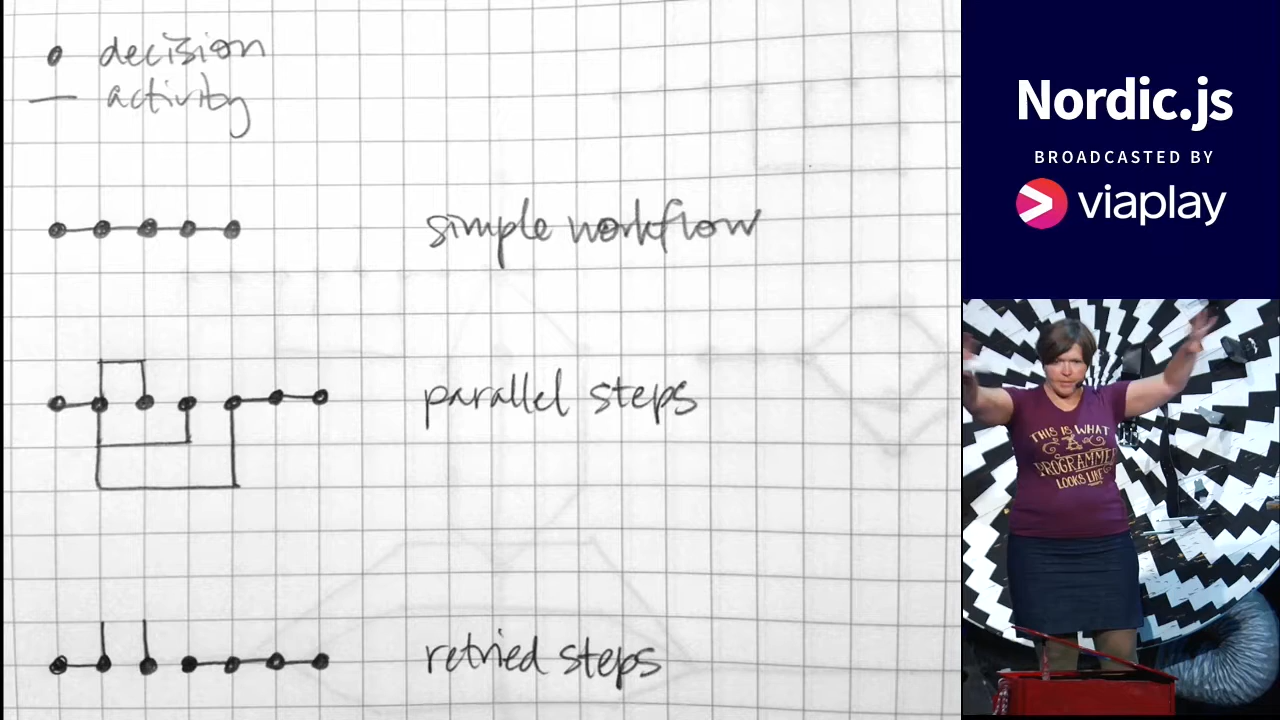 decision
activity
simple workflow
parallel steps
retried steps
Nordic.js
BROADCASTED BY
viaplay
THIS IS WHAT
A
PROGRAMMER
LOOKS LIKE